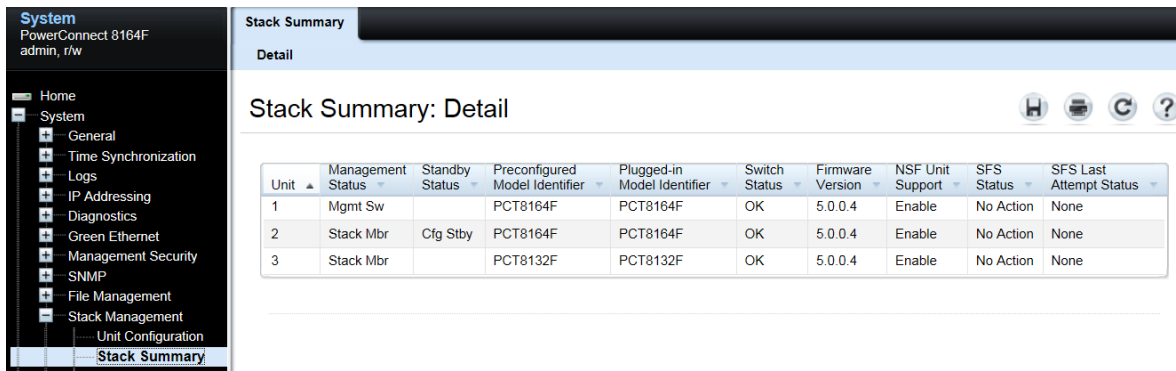 System
PowerConnect 8164F
admin, r/w
Home
System
General
Time Synchronization
Logs
IP Addressing
Diagnostics
Green Ethernet
Management Security
SNMP
File Management
Stack Management
Unit Configuration
Stack Summary
Stack Summary
Detail
Stack Summary: Detail
?
Unit Management Status Standby Status Preconfigured Model Identifier Plugged-in Model Identifier Switch Status Firmware Version NSF Unit Support SFS Status SFS Last Attempt Status
1 Mgmt Sw PCT8164F PCT8164F OK 5.0.0.4 Enable No Action None
2 Stack Mbr Cfg Stby PCT8164F PCT8164F OK 5.0.0.4 Enable No Action None
3 Stack Mbr PCT8132F PCT8132F OK 5.0.0.4 Enable No Action None